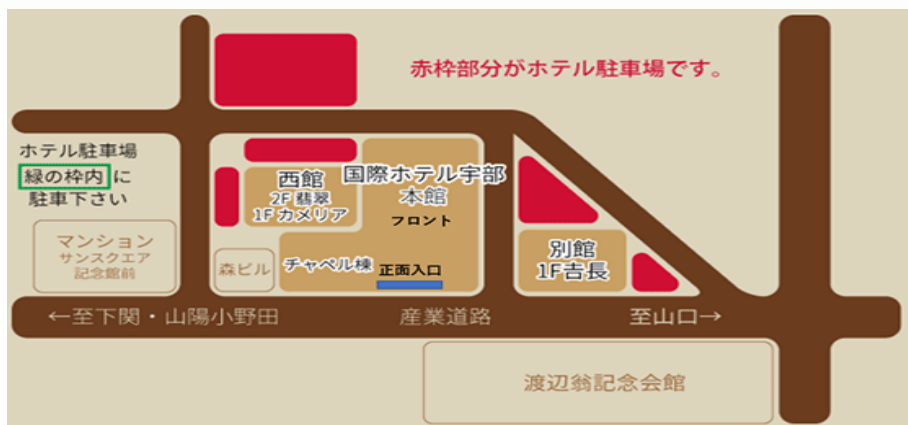 赤枠部分がホテル駐車場です。
ホテル駐車場
緑の枠内に
駐車下さい
西館
2F 翡翠
1F カメリア
国際ホテル宇部
本館
フロント
マンション
サンスクエア
記念館前
森ビル
チャペル棟
正面入口
別館
1F吉長
←至下関・山陽小野田
産業道路
至山口→
渡辺翁記念会館